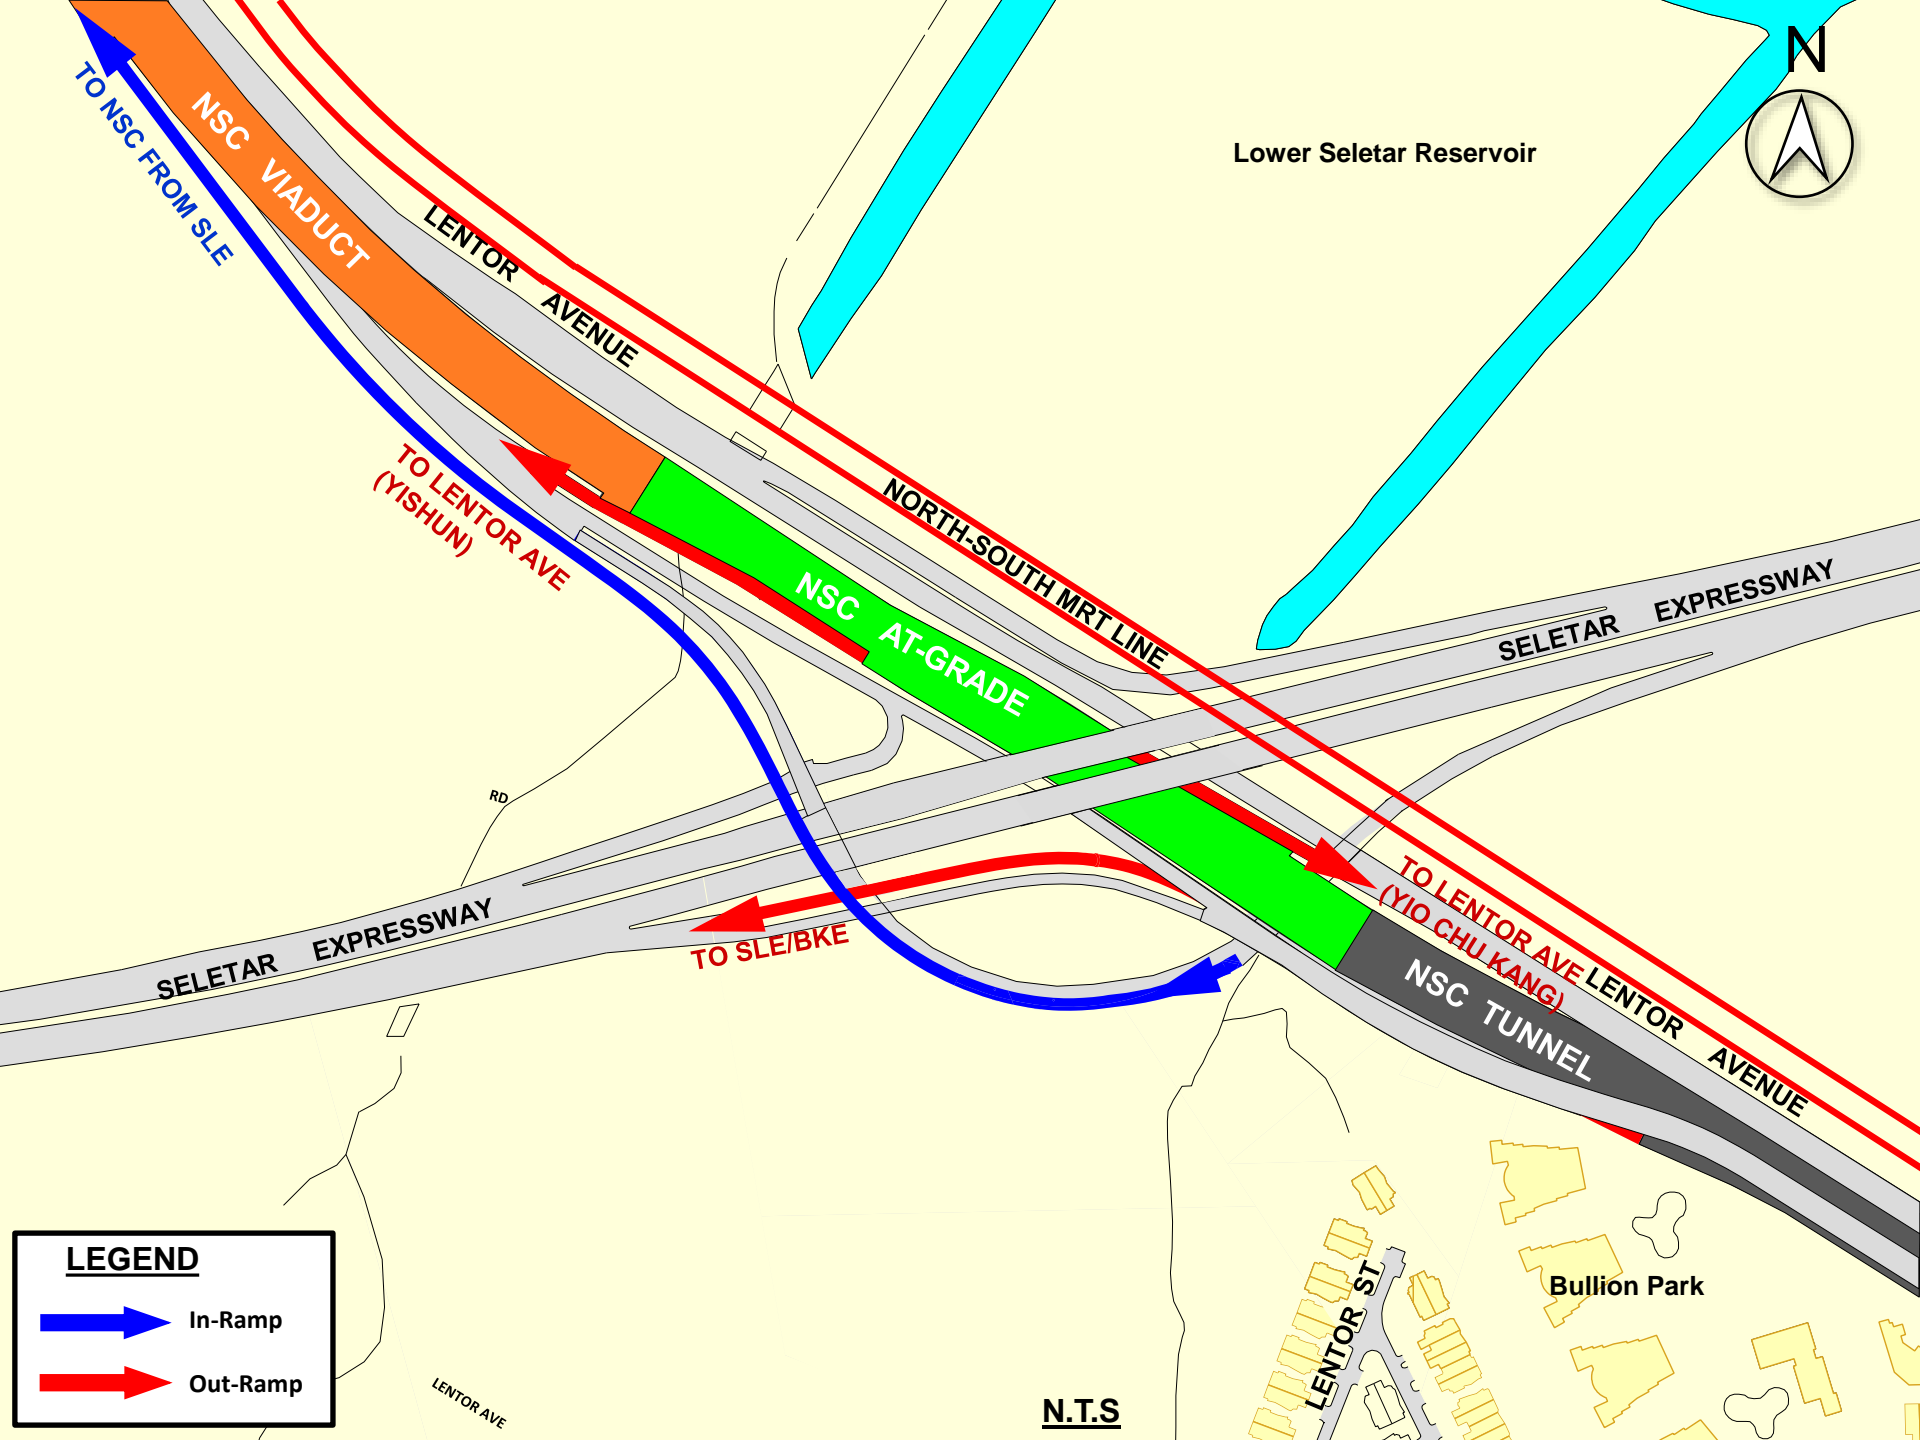 N
Lower Seletar Reservoir
TO NSC FROM SLE
NSC VIADUCT
LENTOR AVENUE
TO LENTOR AVE
(YISHUN)
NORTH-SOUTH MRT LINE
NSC AT-GRADE
SELETAR EXPRESSWAY
RD
SELETAR EXPRESSWAY
TO SLE/BKE
TO LENTOR AVE
(YIO CHU KANG)
NSC TUNNEL
LENTOR AVENUE
Bullion Park
LENTOR ST
LENTOR AVE
N.T.S
LEGEND
In-Ramp
Out-Ramp